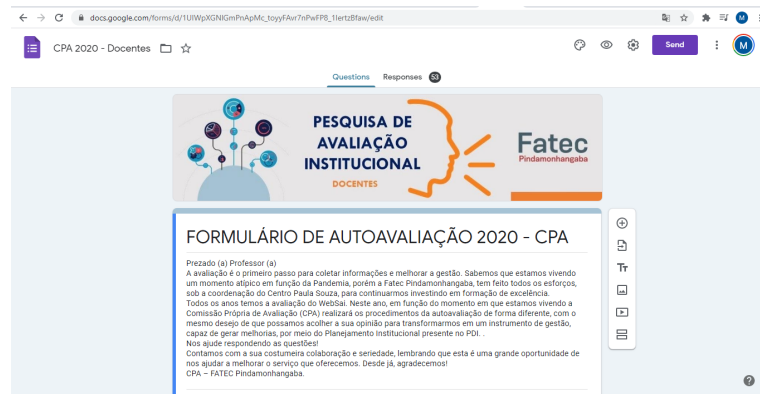 docs.google.com/forms/d/1UIWpXGNIGmPnApMc_toyyFAvr7nPwFP8_1lertzBfaw/edit
M
CPA 2020 - Docentes
Send
M
Questions Responses 53
PESQUISA DE
AVALIAÇÃO
INSTITUCIONAL
DOCENTES
Fatec
Pindamonhangaba
FORMULÁRIO DE AUTOAVALIAÇÃO 2020 - CPA
Prezado (a) Professor (a)
A avaliação é o primeiro passo para coletar informações e melhorar a gestão. Sabemos que estamos vivendo
um momento atípico em função da Pandemia, porém a Fatec Pindamonhangaba, tem feito todos os esforços,
sob a coordenação do Centro Paula Souza, para continuarmos investindo em formação de excelência.
Todos os anos temos a avaliação do WebSai. Neste ano, em função do momento em que estamos vivendo a
Comissão Própria de Avaliação (CPA) realizará os procedimentos da autoavaliação de forma diferente, com o
mesmo desejo de que possamos acolher a sua opinião para transformarmos em um instrumento de gestão,
capaz de gerar melhorias, por meio do Planejamento Institucional presente no PDI. .
Nos ajude respondendo as questões!
Contamos com a sua costumeira colaboração e seriedade, lembrando que esta é uma grande oportunidade de
nos ajudar a melhorar o serviço que oferecemos. Desde já, agradecemos!
CPA – FATEC Pindamonhangaba.
Tт